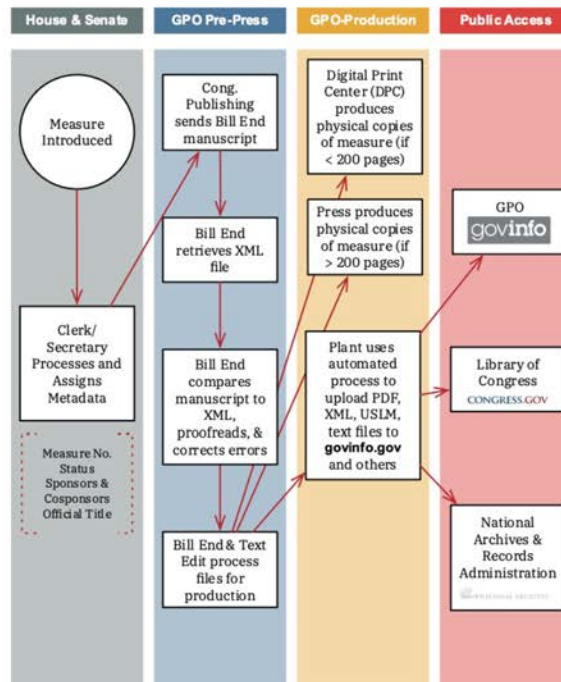 House & Senate
GPO Pre-Press
GPO-Production
Public Access
Measure
Introduced
Clerk/
Secretary
Processes and
Assigns
Metadata
Measure No.
Status
Sponsors &
Cosponsors
Official Title
Cong.
Publishing
sends Bill End
manuscript
Bill End
retrieves XML
file
Bill End
compares
manuscript to
XML,
proofreads, &
corrects errors
Bill End & Text
Edit process
files for
production
Digital Print
Center (DPC)
produces
physical copies
of measure (if
< 200 pages)
Press produces
physical copies
of measure (if
> 200 pages)
Plant uses
automated
process to
upload PDF,
XML, USLM,
text files to
govinfo.gov
and others
GPO
govinfo
Library of
Congress
CONGRESS.GOV
National
Archives &
Records
Administration
NATIONAL ARCHIVES